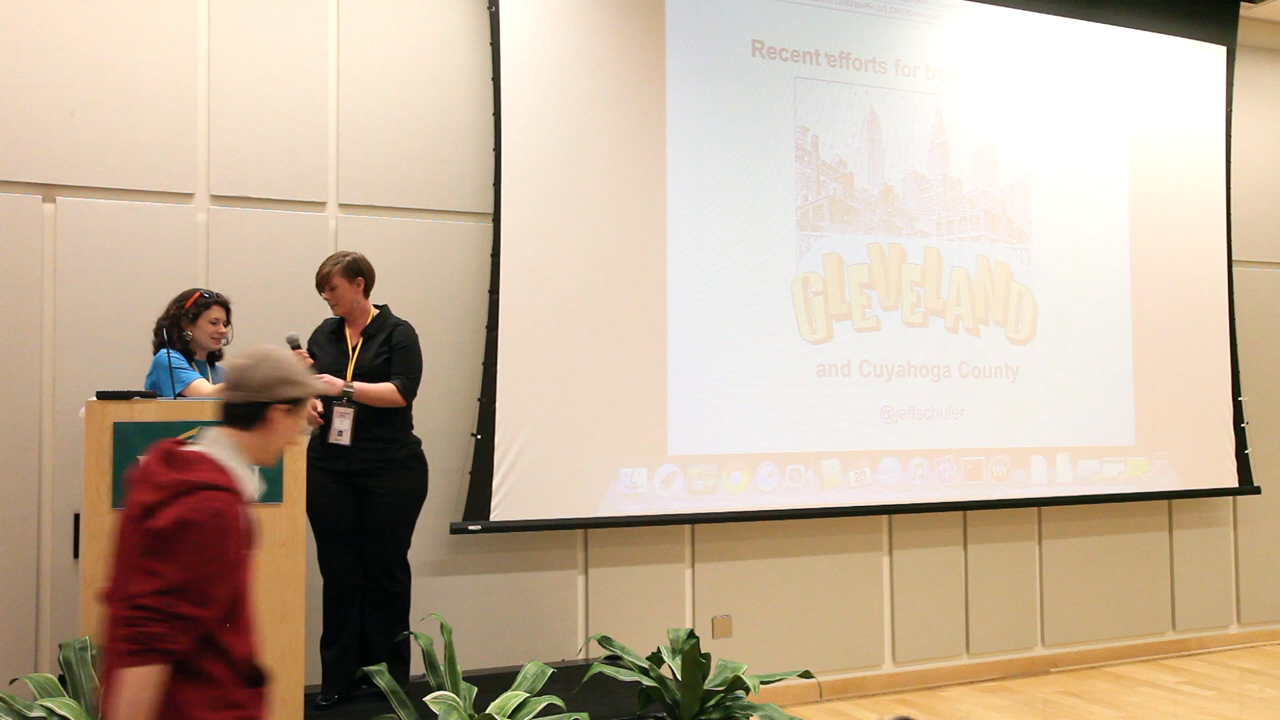 Recent efforts for
CLEVELAND
and Cuyahoga County
@jeffschuler